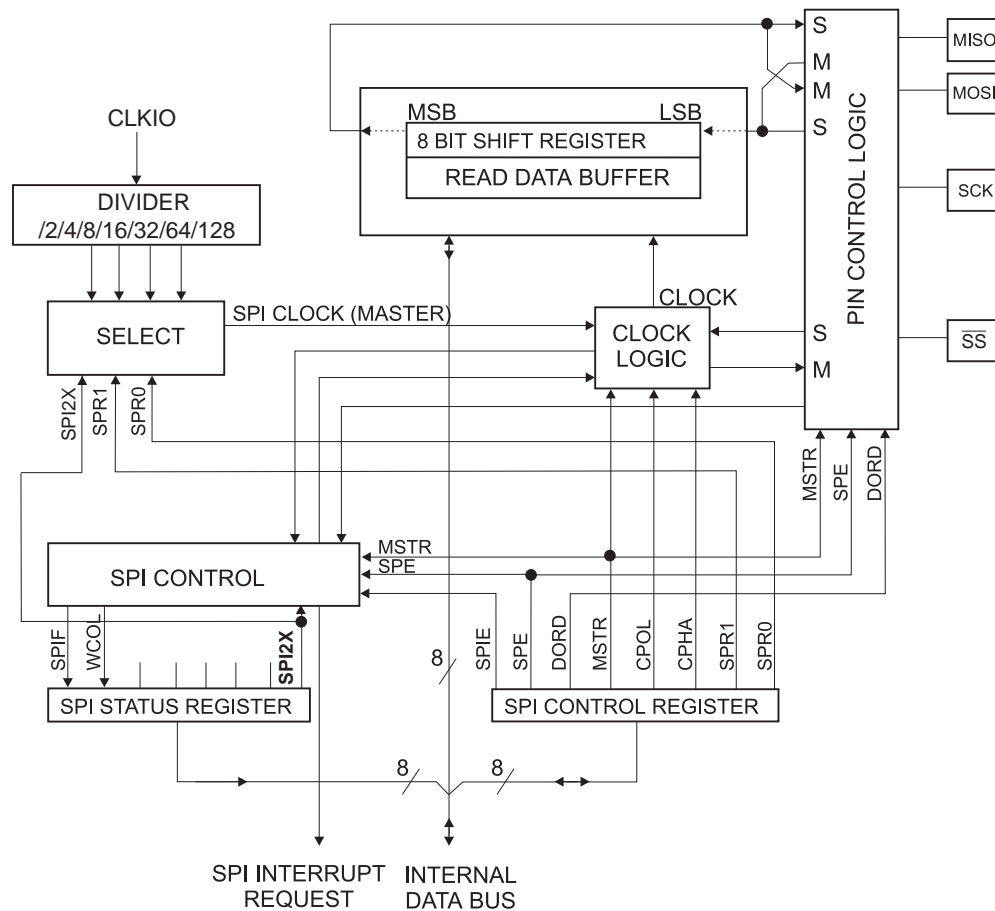 S
MISO
M
MSB
LSB
M
MOSI
CLKIO
8 BIT SHIFT REGISTER
S
READ DATA BUFFER
DIVIDER
/2/4/8/16/32/64/128
SCK
PIN CONTROL LOGIC
SPI CLOCK (MASTER)
CLOCK
SELECT
CLOCK
LOGIC
S
M
SS
SPI2X
SPR1
SPR0
MSTR
SPE
DORD
MSTR
SPE
SPI CONTROL
SPIF
WCOL
SPI2X
8
SPIE
SPE
DORD
MSTR
CPOL
CPHA
SPR1
SPR0
SPI STATUS REGISTER
SPI CONTROL REGISTER
8
8
SPI INTERRUPT
REQUEST
INTERNAL
DATA BUS